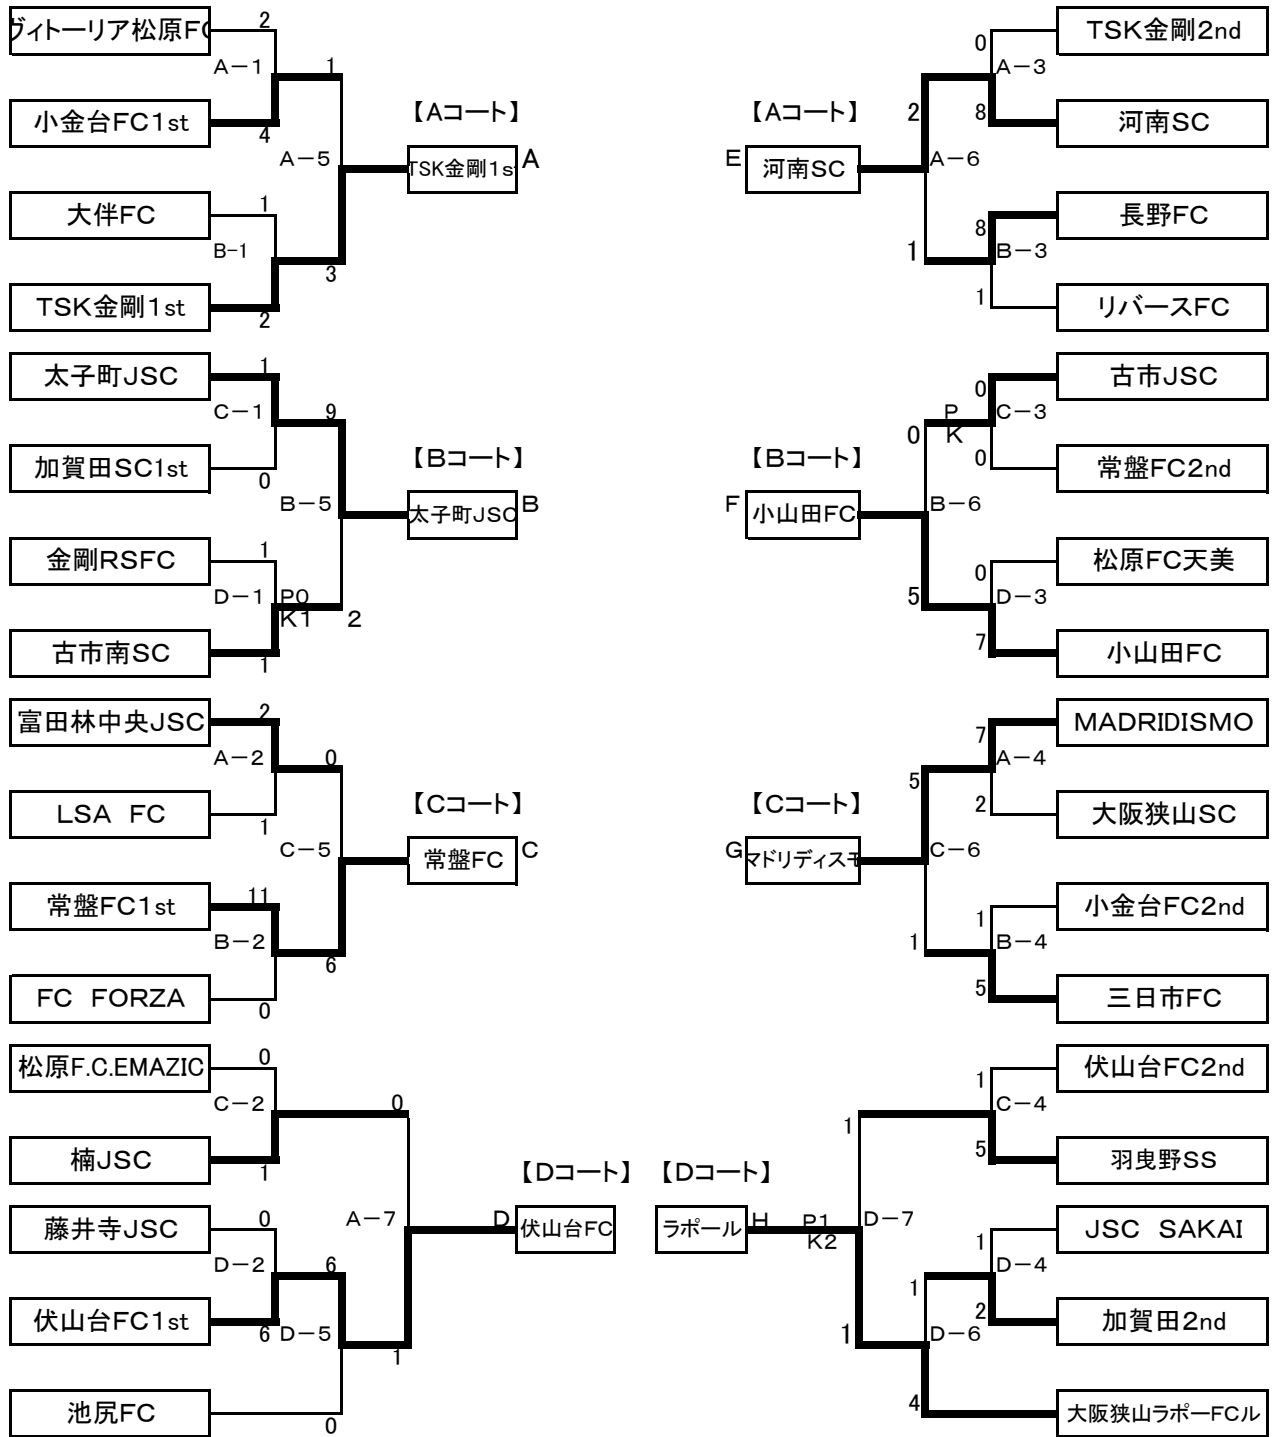 ヴィトーリア松原FC
2
A－1
1
小金台FC1st
4
A－5
【Aコート】
TSK金剛1st
A
大伴FC
1
B-1
3
TSK金剛1st
2
太子町JSC
1
C－1
9
加賀田SC1st
0
B－5
【Bコート】
太子町JSC
B
金剛RSFC
1
D－1
P0
K1
2
古市南SC
1
富田林中央JSC
2
A－2
0
LSA　FC
1
C－5
【Cコート】
常盤FC
C
常盤FC1st
11
B－2
6
FC　FORZA
0
松原F.C.EMAZIC
0
C－2
0
楠JSC
1
A－7
【Dコート】
D
伏山台FC
藤井寺JSC
0
D－2
6
伏山台FC1st
6
D－5
1
池尻FC
0
TSK金剛2nd
0
A－3
2
8
河南SC
【Aコート】
E
河南SC
A－6
長野FC
8
B－3
1
1
リバースFC
古市JSC
0
C－3
P
K
0
0
常盤FC2nd
【Bコート】
F
小山田FC
B－6
松原FC天美
0
D－3
5
7
小山田FC
MADRIDISMO
7
A－4
5
2
大阪狭山SC
【Cコート】
G
マドリディスモ
C－6
小金台FC2nd
1
B－4
1
5
三日市FC
伏山台FC2nd
1
C－4
1
5
羽曳野SS
【Dコート】
ラポール
H
P1
K2
D－7
JSC　SAKAI
1
D－4
1
2
加賀田2nd
1
D－6
4
大阪狭山ラポーFCル